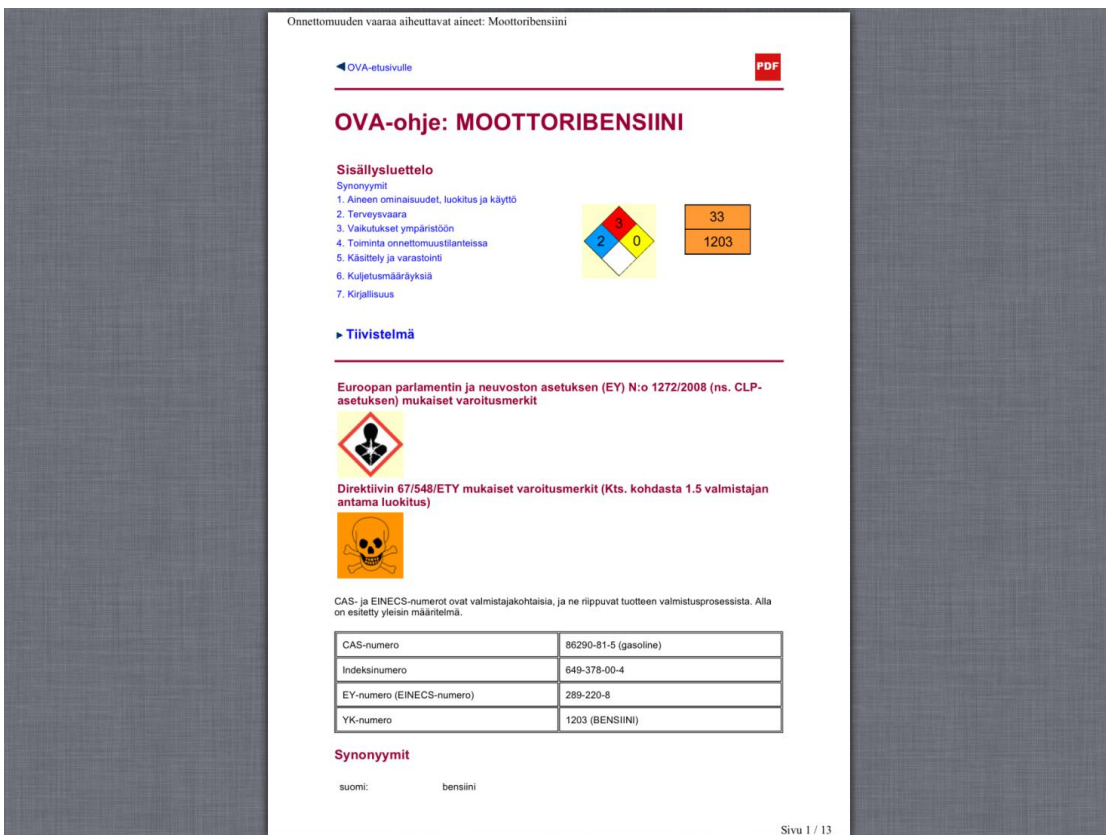 Onnettomuuden vaaraa aiheuttavat aineet: Moottoribensiini
OVA-etusivulle
PDF
OVA-ohje: MOOTTORIBENSIINI
Sisällysluettelo
Synonyymit
1. Aineen ominaisuudet, luokitus ja käyttö
2. Terveysvaara
3. Vaikutukset ympäristöön
4. Toiminta onnettomuustilanteissa
5. Käsittely ja varastointi
6. Kuljetusmääräyksiä
7. Kirjallisuus
3
2 0
33
1203
Tiivistelmä
Euroopan parlamentin ja neuvoston asetuksen (EY) N:o 1272/2008 (ns. CLP-
asetuksen) mukaiset varoitusmerkit
Direktiivin 67/548/ETY mukaiset varoitusmerkit (Kts. kohdasta 1.5 valmistajan
antama luokitus)
CAS- ja EINECS-numerot ovat valmistajakohtaisia, ja ne riippuvat tuotteen valmistusprosessista. Alla
on esitetty yleisin määritelmä.
CAS-numero 86290-81-5 (gasoline)
Indeksinumero 649-378-00-4
EY-numero (EINECS-numero) 289-220-8
YK-numero 1203 (BENSIINI)
Synonyymit
suomi: bensiini
Sivu 1 / 13